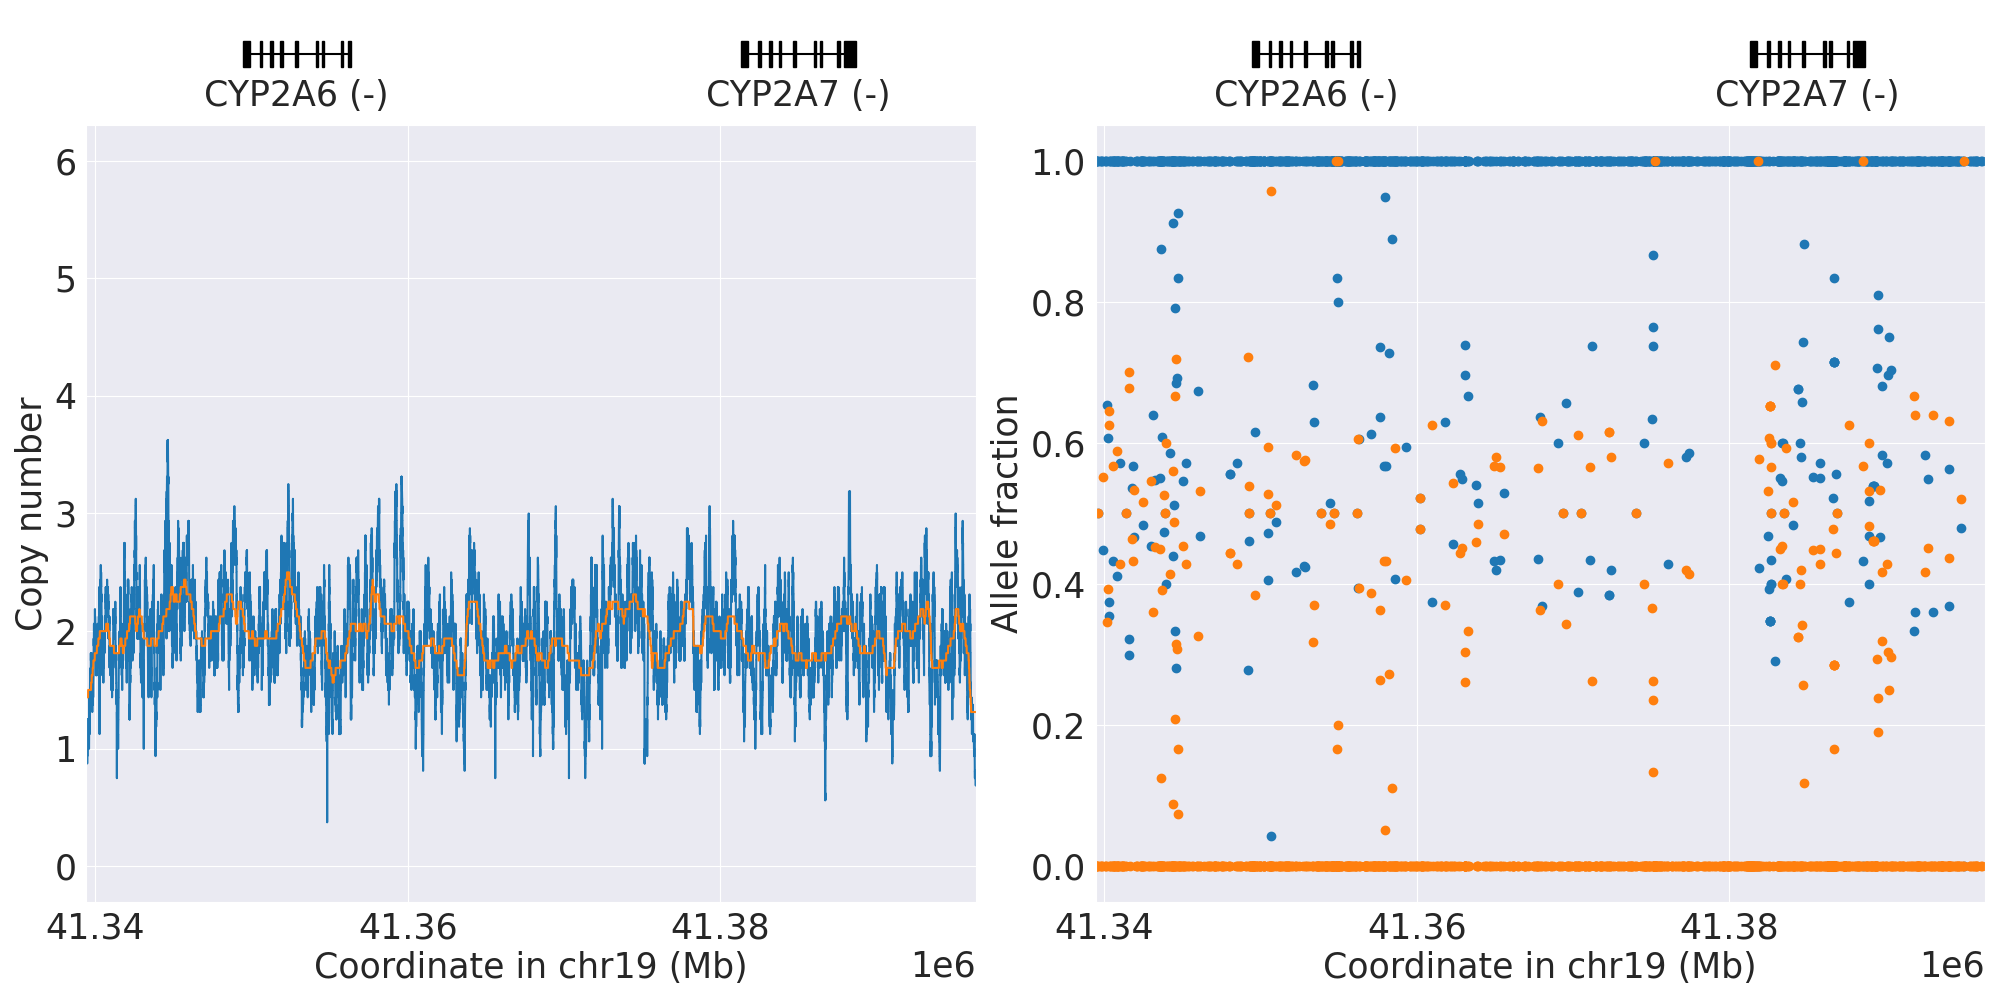 CYP2A6 (-)
CYP2A7 (-)
6
5
4
3
2
1
0
Copy number
41.34
41.36
41.38
Coordinate in chr19 (Mb)
1e6
CYP2A6 (-)
CYP2A7 (-)
1.0
0.8
0.6
0.4
0.2
0.0
Allele fraction
41.34
41.36
41.38
Coordinate in chr19 (Mb)
1e6